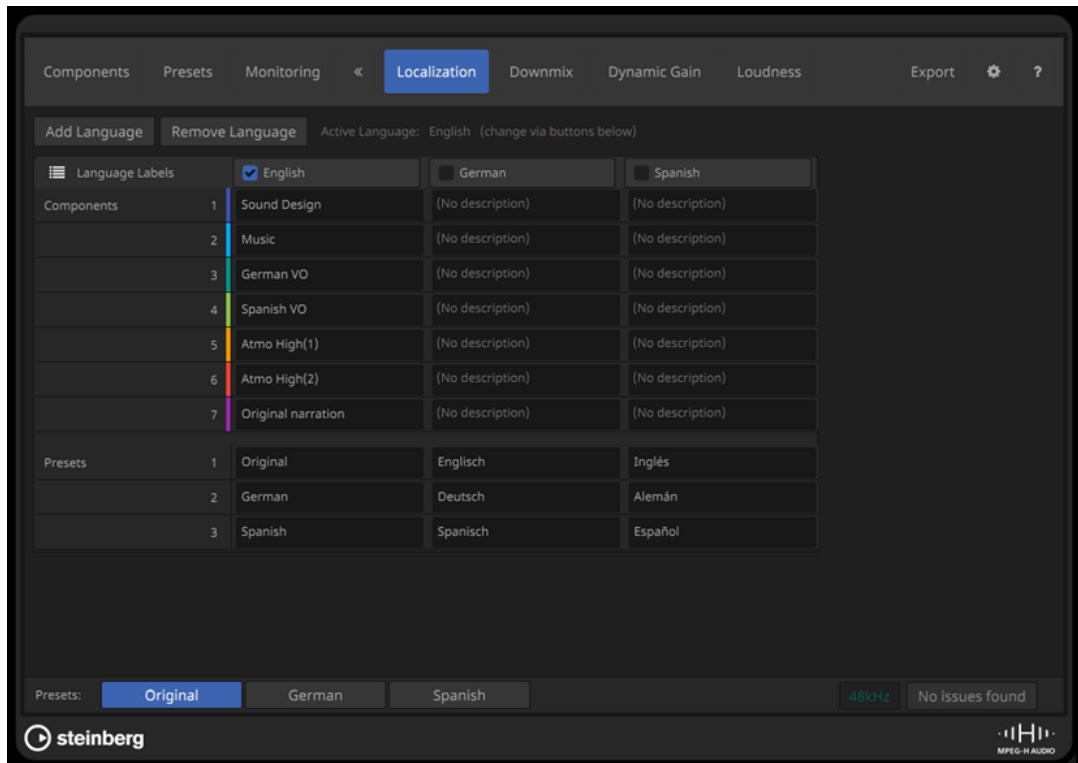 Components Presets Monitoring « Localization Downmix Dynamic Gain Loudness Export ?
Add Language Remove Language Active Language: English (change via buttons below)
Language Labels English German Spanish
Components 1 Sound Design (No description) (No description)
2 Music (No description) (No description)
3 German VO (No description) (No description)
4 Spanish VO (No description) (No description)
5 Atmo High(1) (No description) (No description)
6 Atmo High(2) (No description) (No description)
7 Original narration (No description) (No description)
Presets 1 Original Englisch Inglés
2 German Deutsch Alemán
3 Spanish Spanisch Español
Presets: Original German Spanish 48kHz No issues found
steinberg
MPEG-H AUDIO